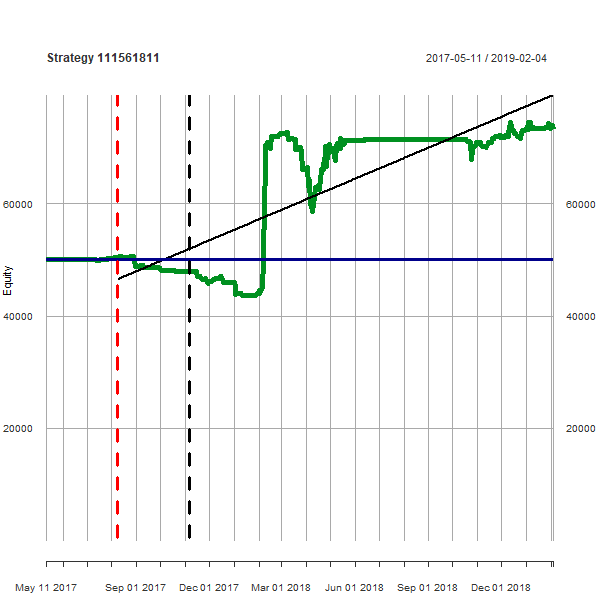 Strategy 111561811
2017-05-11 / 2019-02-04
60000
60000
Equity
40000
40000
20000
20000
May 11 2017
Sep 01 2017
Dec 01 2017
Mar 01 2018
Jun 01 2018
Sep 01 2018
Dec 01 2018